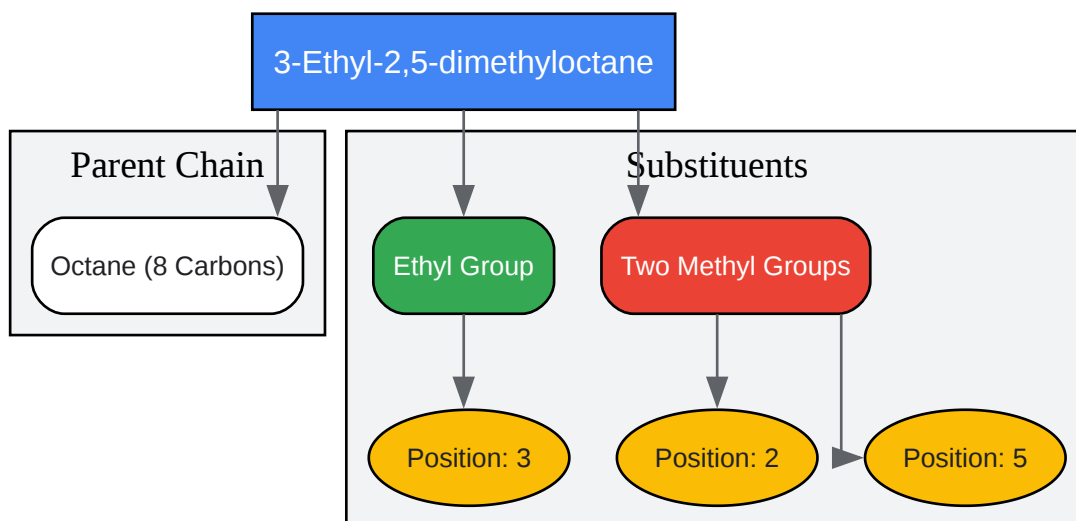 3-Ethyl-2,5-dimethyloctane
Parent Chain
Substituents
Octane (8 Carbons)
Ethyl Group
Two Methyl Groups
Position: 3
Position: 2
Position: 5